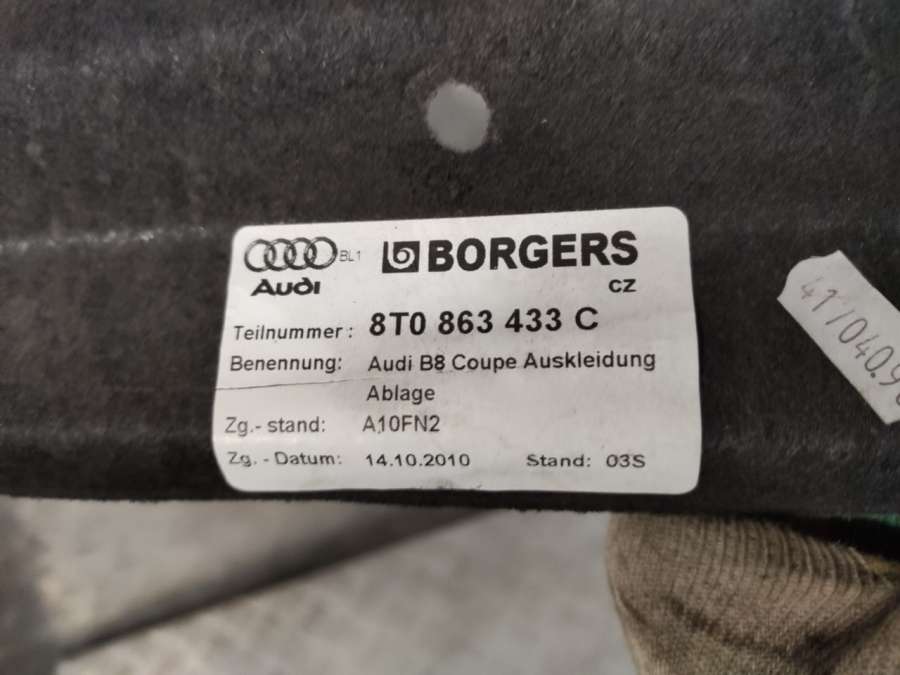 BL1 BORGERS
Audi CZ
Teilnummer: 8T0 863 433 C
Benennung: Audi B8 Coupe Auskleidung
Ablage
Zg.- stand: A10FN2
Zg. - Datum: 14.10.2010 Stand: 03S